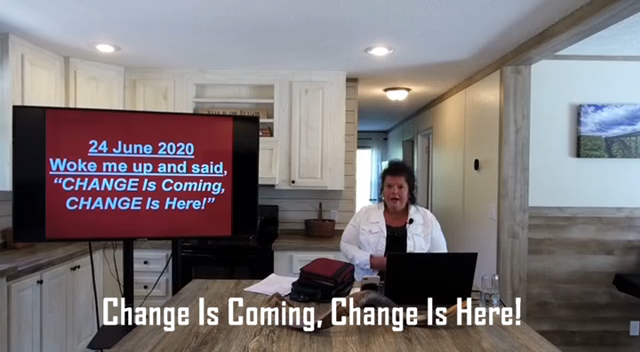 24 June 2020
Woke me up and said,
“CHANGE Is Coming,
CHANGE Is Here!”
Change Is Coming, Change Is Here!